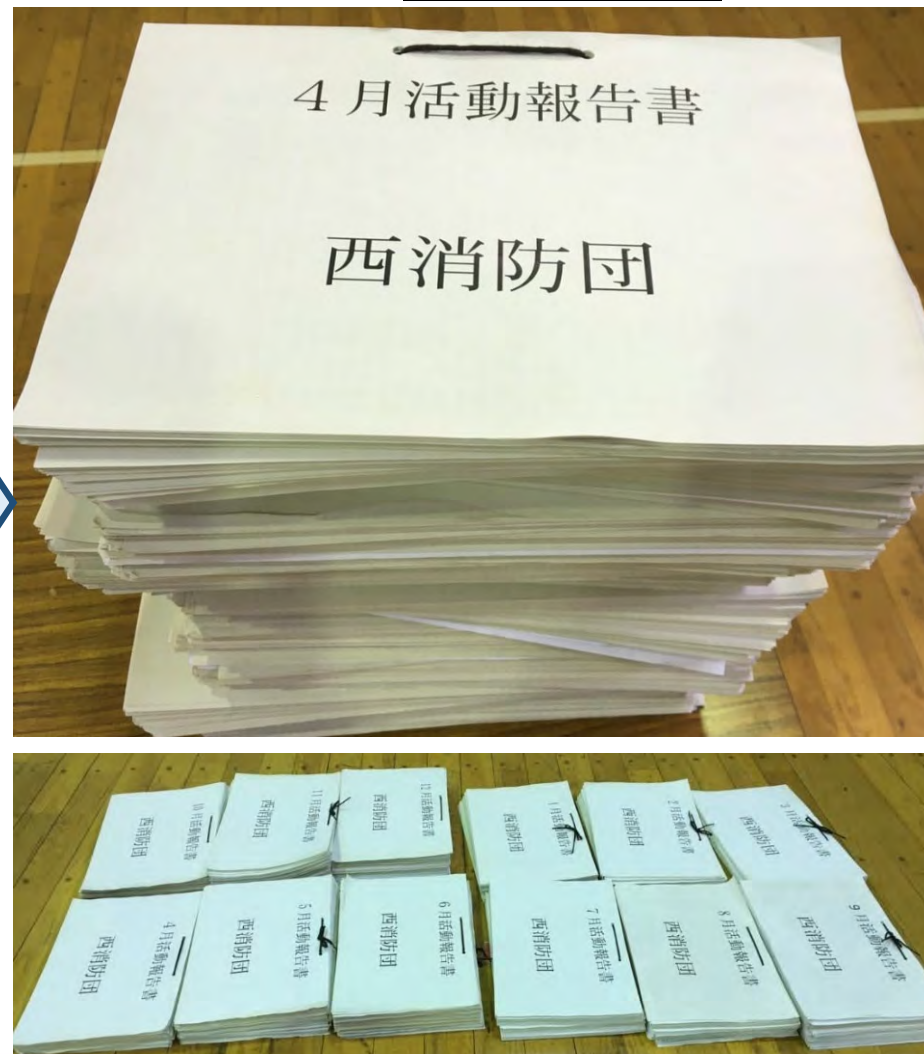 4月活動報告書
西消防団
10月活動報告書
西消防団
11月活動報告書
西消防団
12月活動報告書
西消防団
1月活動報告書
西消防団
2月活動報告書
西消防団
3月活動報告書
西消防団
4月活動報告書
西消防団
5月活動報告書
西消防団
6月活動報告書
西消防団
7月活動報告書
西消防団
8月活動報告書
西消防団
9月活動報告書
西消防団